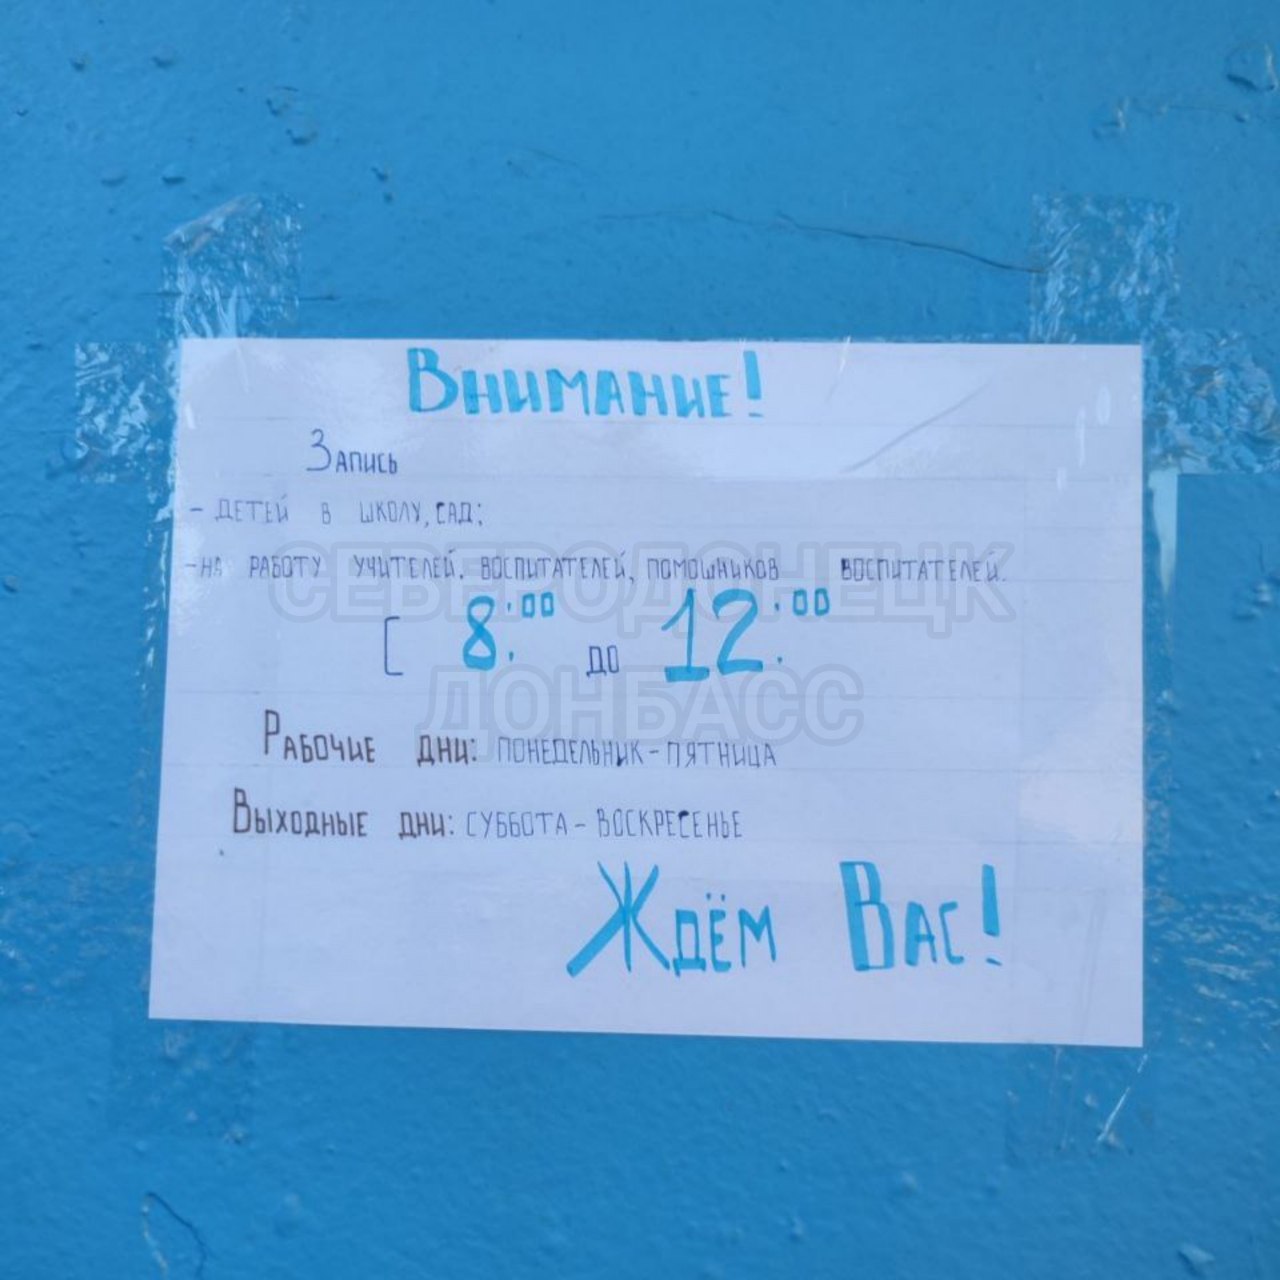 Внимание!
Запись
- детей в школу, сад;
-на работу учителей, воспитателей, помошников воспитателей.
СЕВЕРОДОНЕЦК
С 8:00 до 12:00
ДОНБАСС
Рабочие дни: понедельник - пятница
Выходные дни: суббота - воскресенье
Ждём Вас!